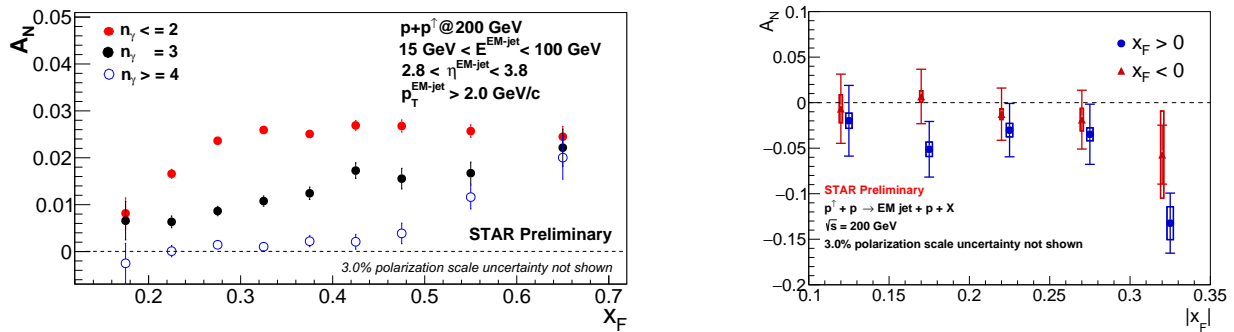 A_N
0.05
0.04
0.03
0.02
0.01
0
n_γ <= 2
n_γ = 3
n_γ >= 4
p+p^↑@200 GeV
15 GeV < E^EM-jet < 100 GeV
2.8 < η^EM-jet < 3.8
p_T^EM-jet > 2.0 GeV/c
STAR Preliminary
3.0% polarization scale uncertainty not shown
0.2 0.3 0.4 0.5 0.6 0.7
x_F
A_N
0.1
0.05
0
−0.05
−0.1
−0.15
−0.2
x_F > 0
x_F < 0
STAR Preliminary
p^↑ + p → EM jet + p + X
√s = 200 GeV
3.0% polarization scale uncertainty not shown
0.1 0.15 0.2 0.25 0.3 0.35
|x_F|